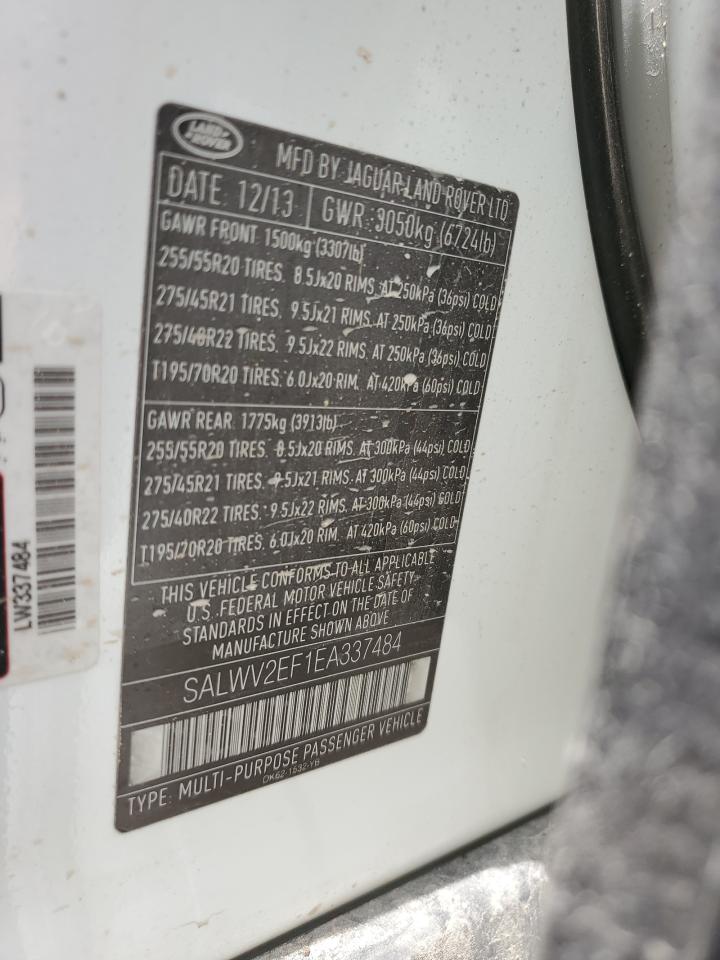 LAND ROVER
MFD BY JAGUAR LAND ROVER LTD
DATE: 12/13 GWR: 3050kg (6724lb)
GAWR FRONT 1500kg (3307lb)
255/55R20 TIRES. 8.5Jx20 RIMS. AT 250kPa (36psi) COLD
275/45R21 TIRES. 9.5Jx21 RIMS. AT 250kPa (36psi) COLD
275/40R22 TIRES. 9.5Jx22 RIMS. AT 250kPa (36psi) COLD
T195/70R20 TIRES. 6.0Jx20 RIM. AT 420kPa (60psi) COLD
GAWR REAR 1775kg (3913lb)
255/55R20 TIRES. 8.5Jx20 RIMS. AT 300kPa (44psi) COLD
275/45R21 TIRES. 9.5Jx21 RIMS. AT 300kPa (44psi) COLD
275/40R22 TIRES. 9.5Jx22 RIMS. AT 300kPa (44psi) COLD
T195/70R20 TIRES. 6.0Jx20 RIM. AT 420kPa (60psi) COLD
THIS VEHICLE CONFORMS TO ALL APPLICABLE
U.S. FEDERAL MOTOR VEHICLE SAFETY
STANDARDS IN EFFECT ON THE DATE OF
MANUFACTURE SHOWN ABOVE
SALWV2EF1EA337484
TYPE: MULTI-PURPOSE PASSENGER VEHICLE
DK62-1532-YB
LW337484